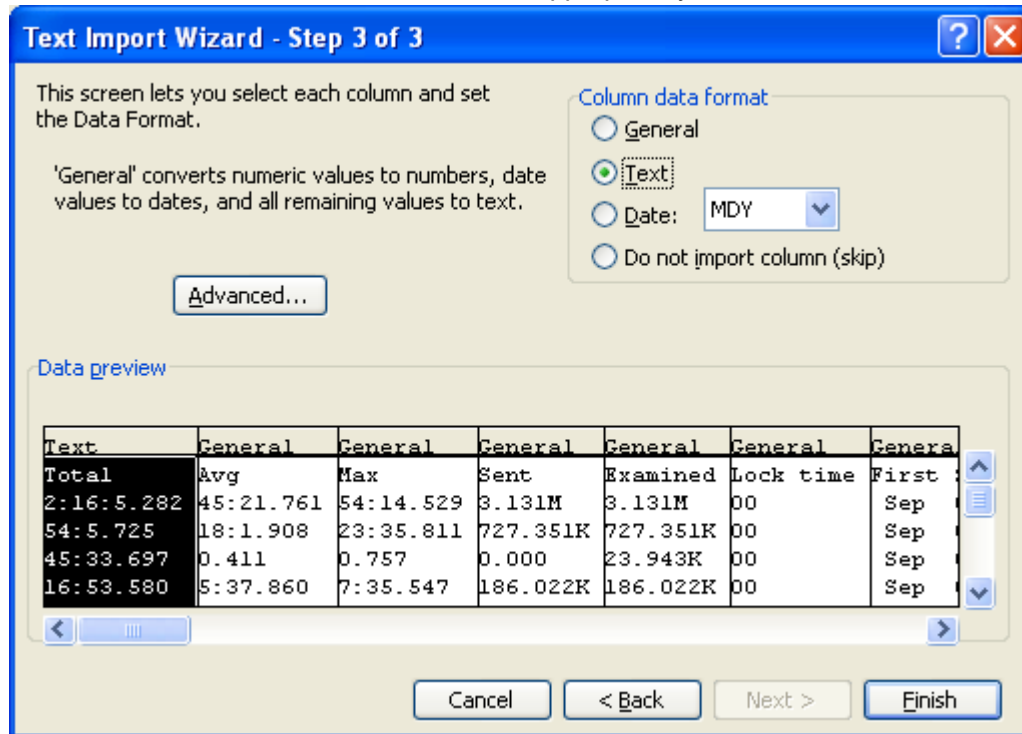 Text Import Wizard - Step 3 of 3
This screen lets you select each column and set
the Data Format.
'General' converts numeric values to numbers, date
values to dates, and all remaining values to text.
Advanced...
Column data format
General
Text
Date: MDY
Do not import column (skip)
Data preview
Text General General General General General Genera
Total Avg Max Sent Examined Lock time First
2:16:5.282 45:21.761 54:14.529 3.131M 3.131M 00 Sep
54:5.725 18:1.908 23:35.811 727.351K 727.351K 00 Sep
45:33.697 0.411 0.757 0.000 23.943K 00 Sep
16:53.580 5:37.860 7:35.547 186.022K 186.022K 00 Sep
Cancel < Back Next > Finish